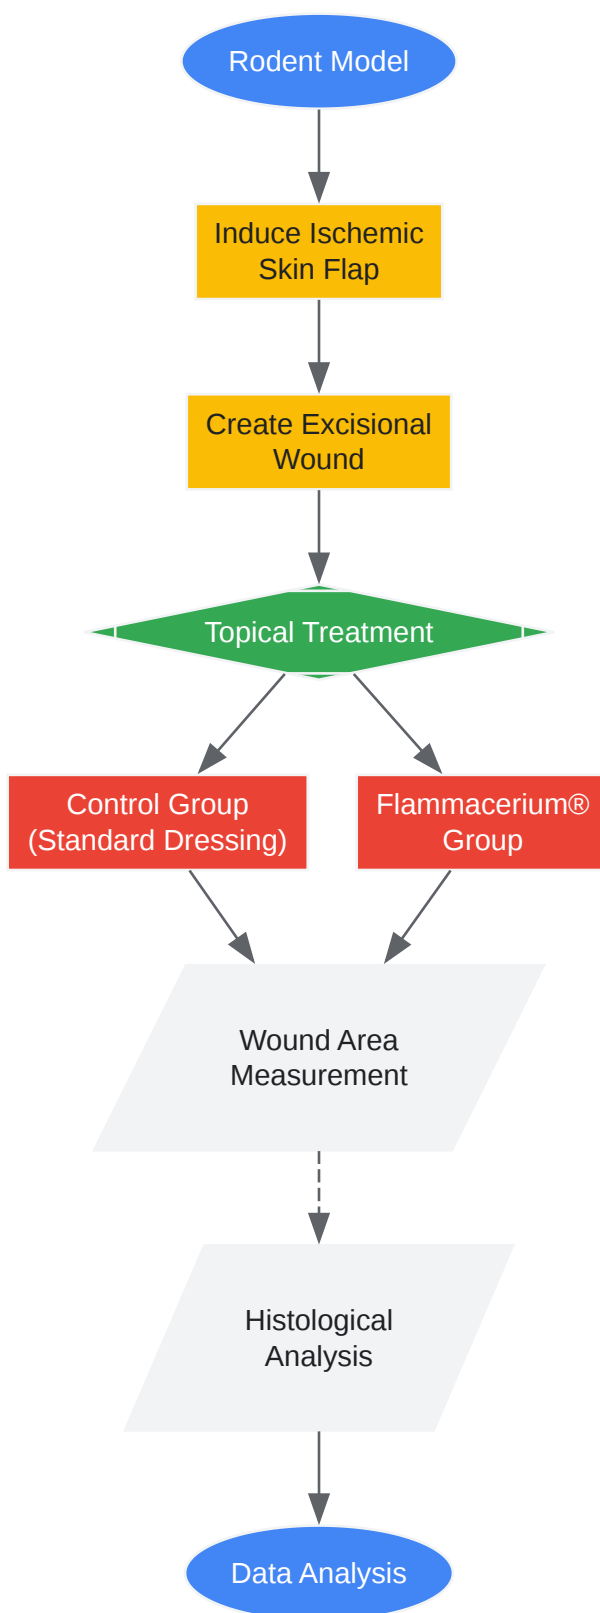 Rodent Model
Induce Ischemic
Skin Flap
Create Excisional
Wound
Topical Treatment
Control Group
(Standard Dressing)
Flammacerium®
Group
Wound Area
Measurement
Histological
Analysis
Data Analysis